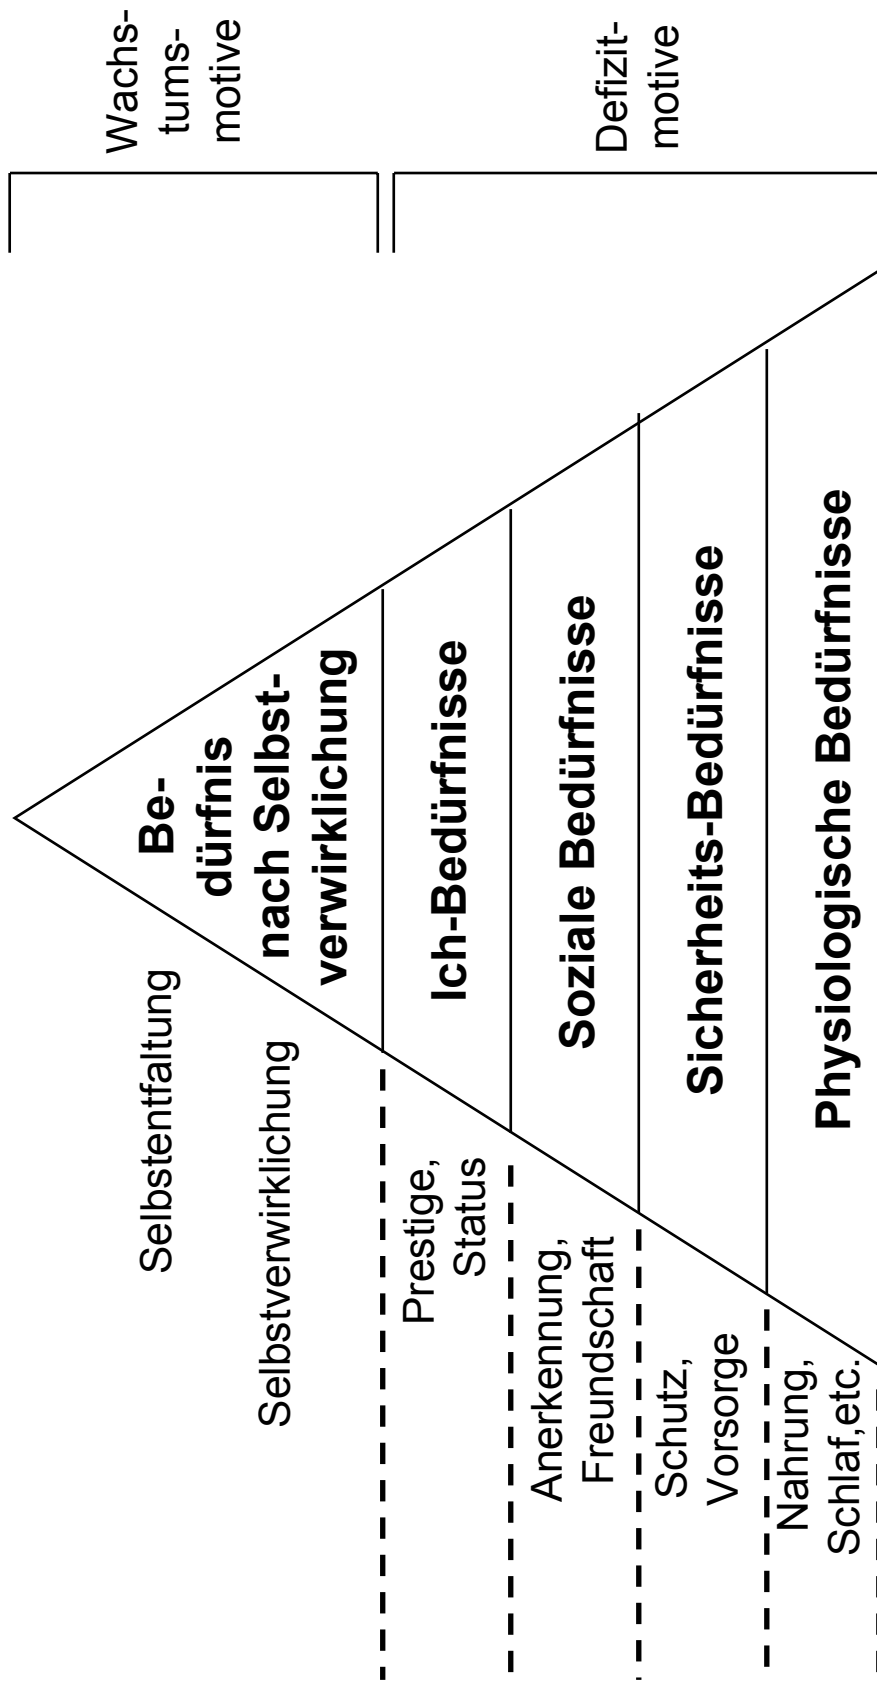 Selbstentfaltung
Selbstverwirklichung
Be-
dürfnis
nach Selbst-
verwirklichung
Wachs-
tums-
motive
Prestige,
Status
Ich-Bedürfnisse
Anerkennung,
Freundschaft
Soziale Bedürfnisse
Schutz,
Vorsorge
Sicherheits-Bedürfnisse
Nahrung,
Schlaf,etc.
Physiologische Bedürfnisse
Defizit-
motive